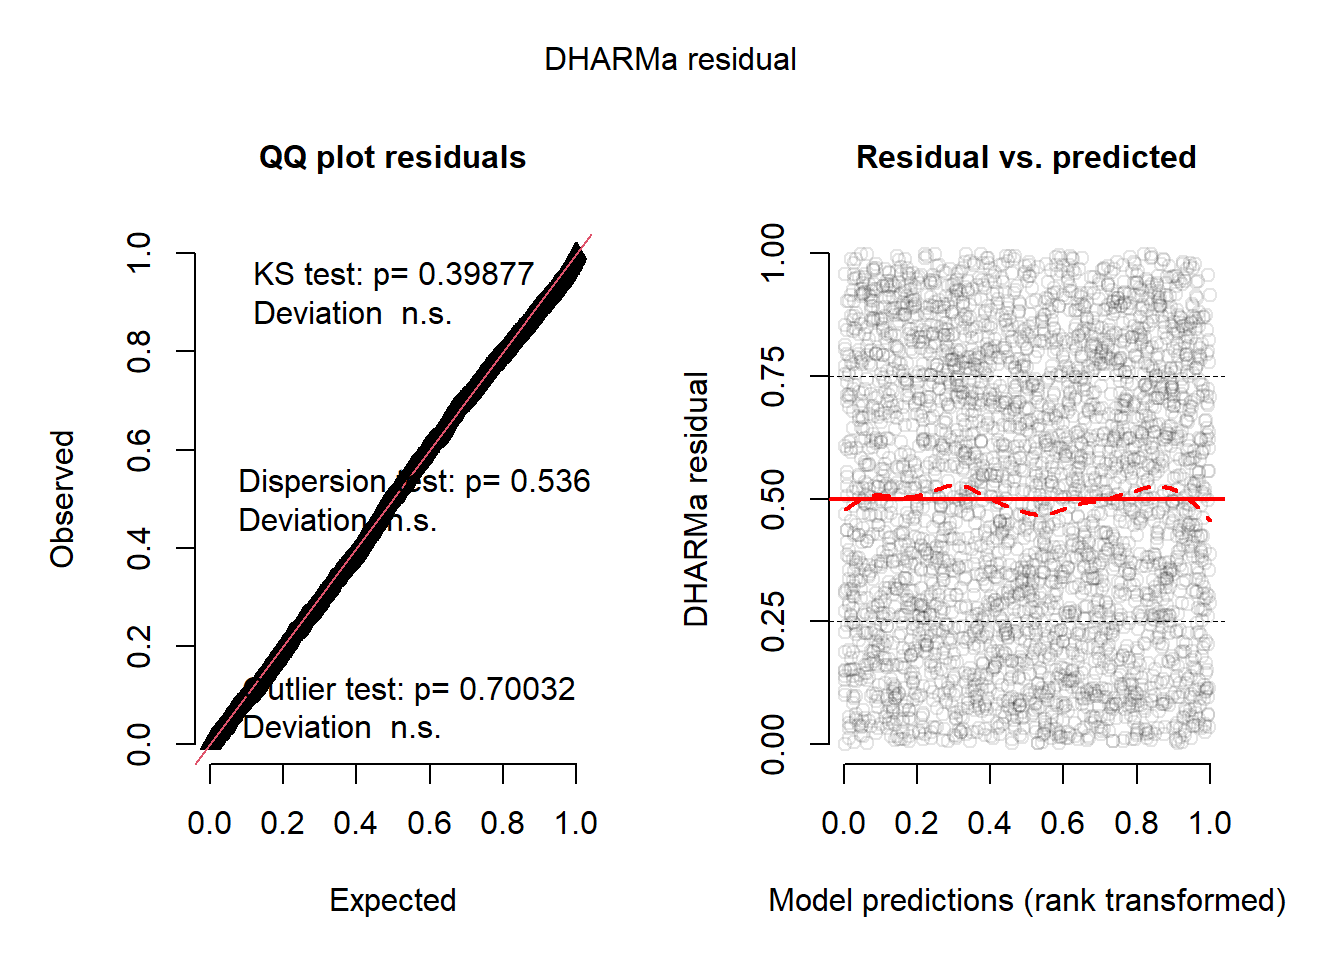 DHARMa residual
QQ plot residuals
KS test: p= 0.39877
Deviation  n.s.
Dispersion test: p= 0.536
Deviation  n.s.
Outlier test: p= 0.70032
Deviation  n.s.
Observed
0.0 0.2 0.4 0.6 0.8 1.0
0.0 0.2 0.4 0.6 0.8 1.0
Expected
Residual vs. predicted
DHARMa residual
0.00 0.25 0.50 0.75 1.00
0.0 0.2 0.4 0.6 0.8 1.0
Model predictions (rank transformed)